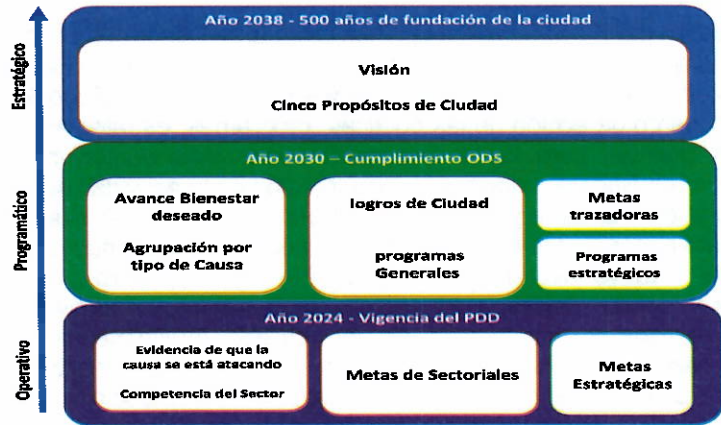 Año 2038 - 500 años de fundación de la ciudad
Estratégico
Visión
Cinco Propósitos de Ciudad
Año 2030 – Cumplimiento ODS
Programático
Avance Bienestar
deseado
Agrupación por
tipo de Causa
logros de Ciudad
programas
Generales
Metas
trazadoras
Programas
estratégicos
Año 2024 - Vigencia del PDD
Operativo
Evidencia de que la
causa se está atacando
Competencia del Sector
Metas de Sectoriales
Metas
Estratégicas